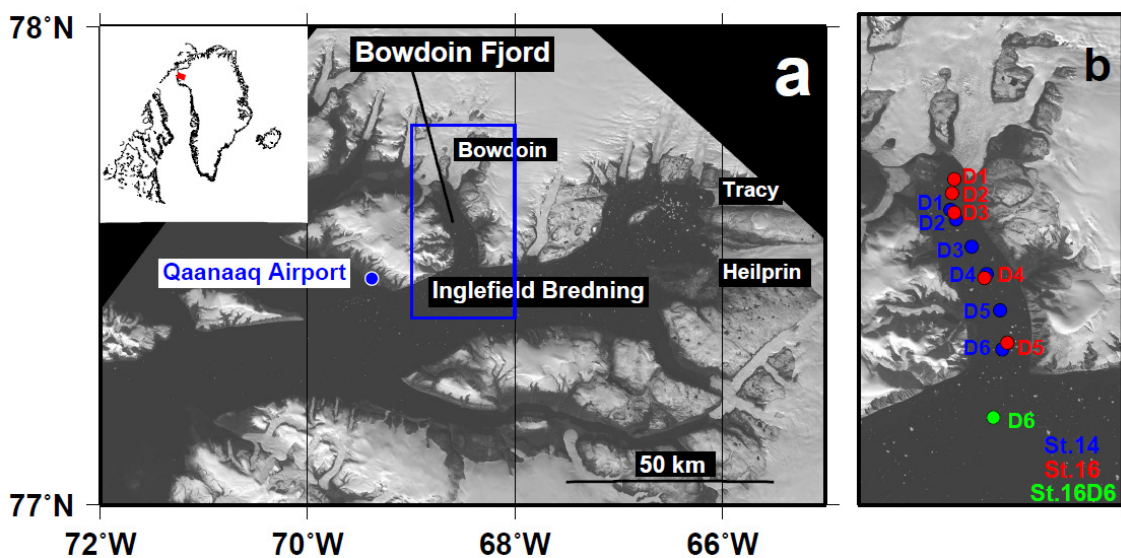 78°N
77°N
72°W
70°W
68°W
66°W
a
Bowdoin Fjord
Bowdoin
Tracy
Qaanaaq Airport
Heilprin
Inglefield Bredning
50 km
b
D1
D2
D1
D3
D2
D3
D4
D4
D5
D6
D5
D6
St.14
St.16
St.16D6